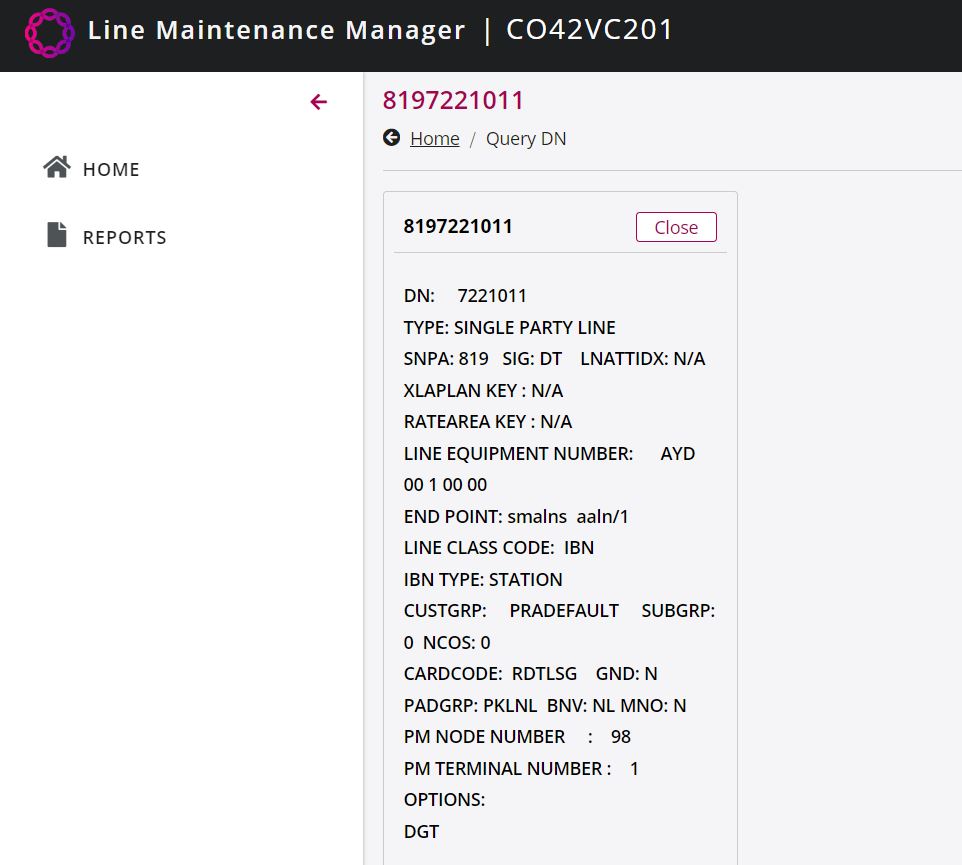 Line Maintenance Manager | CO42VC201
HOME
REPORTS
8197221011
Home / Query DN
8197221011 Close
DN: 7221011
TYPE: SINGLE PARTY LINE
SNPA: 819 SIG: DT LNATTIDX: N/A
XLAPLAN KEY : N/A
RATEAREA KEY : N/A
LINE EQUIPMENT NUMBER: AYD
00 1 00 00
END POINT: smalns aaln/1
LINE CLASS CODE: IBN
IBN TYPE: STATION
CUSTGRP: PRADEFAULT SUBGRP:
0 NCOS: 0
CARDCODE: RDTLSG GND: N
PADGRP: PKLNL BNV: NL MNO: N
PM NODE NUMBER : 98
PM TERMINAL NUMBER : 1
OPTIONS:
DGT